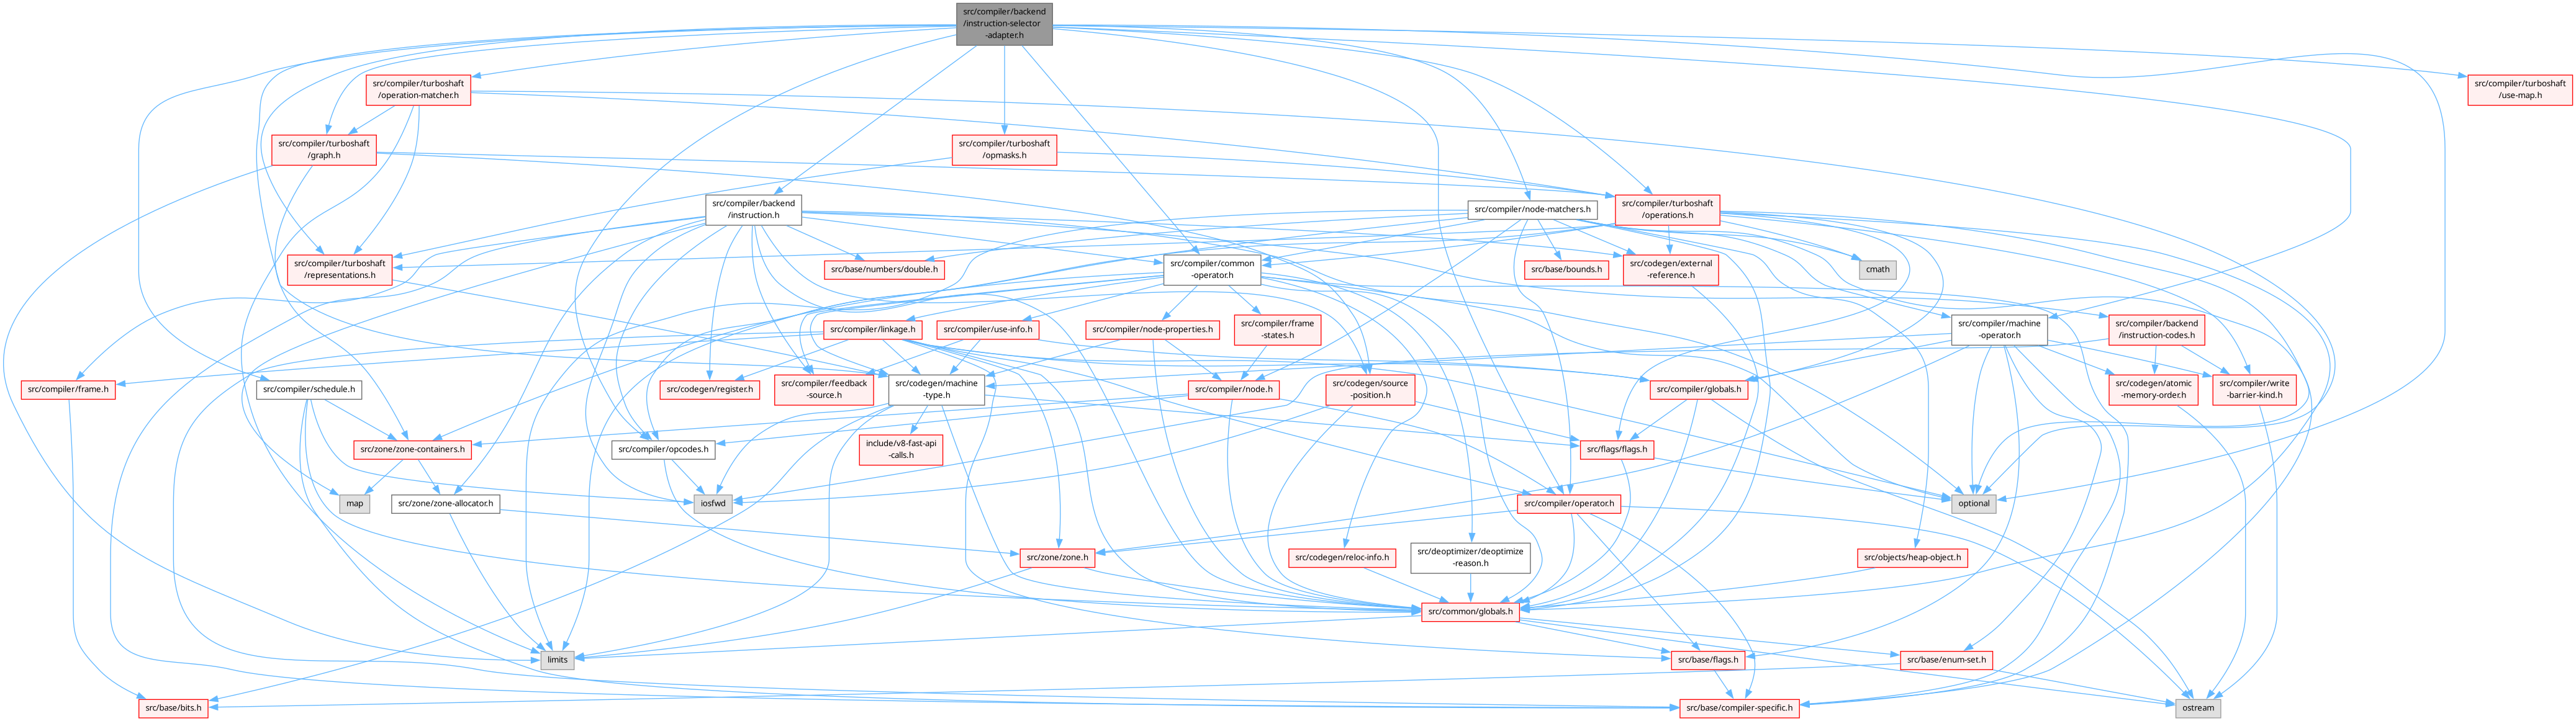 src/compiler/backend
/instruction-selector
-adapter.h
src/compiler/turboshaft
/operation-matcher.h
src/compiler/turboshaft
/use-map.h
src/compiler/turboshaft
/graph.h
src/compiler/turboshaft
/opmasks.h
src/compiler/backend
/instruction.h
src/compiler/node-matchers.h
src/compiler/turboshaft
/operations.h
src/compiler/turboshaft
/representations.h
src/base/numbers/double.h
src/compiler/common
-operator.h
src/base/bounds.h
src/codegen/external
-reference.h
cmath
src/compiler/linkage.h
src/compiler/use-info.h
src/compiler/node-properties.h
src/compiler/frame
-states.h
src/compiler/machine
-operator.h
src/compiler/backend
/instruction-codes.h
src/compiler/frame.h
src/compiler/schedule.h
src/codegen/register.h
src/compiler/feedback
-source.h
src/codegen/machine
-type.h
src/compiler/node.h
src/codegen/source
-position.h
src/compiler/globals.h
src/codegen/atomic
-memory-order.h
src/compiler/write
-barrier-kind.h
src/zone/zone-containers.h
src/compiler/opcodes.h
include/v8-fast-api
-calls.h
src/flags/flags.h
map
src/zone/zone-allocator.h
iosfwd
src/compiler/operator.h
optional
src/zone/zone.h
src/codegen/reloc-info.h
src/deoptimizer/deoptimize
-reason.h
src/objects/heap-object.h
src/common/globals.h
limits
src/base/flags.h
src/base/enum-set.h
src/base/bits.h
src/base/compiler-specific.h
ostream